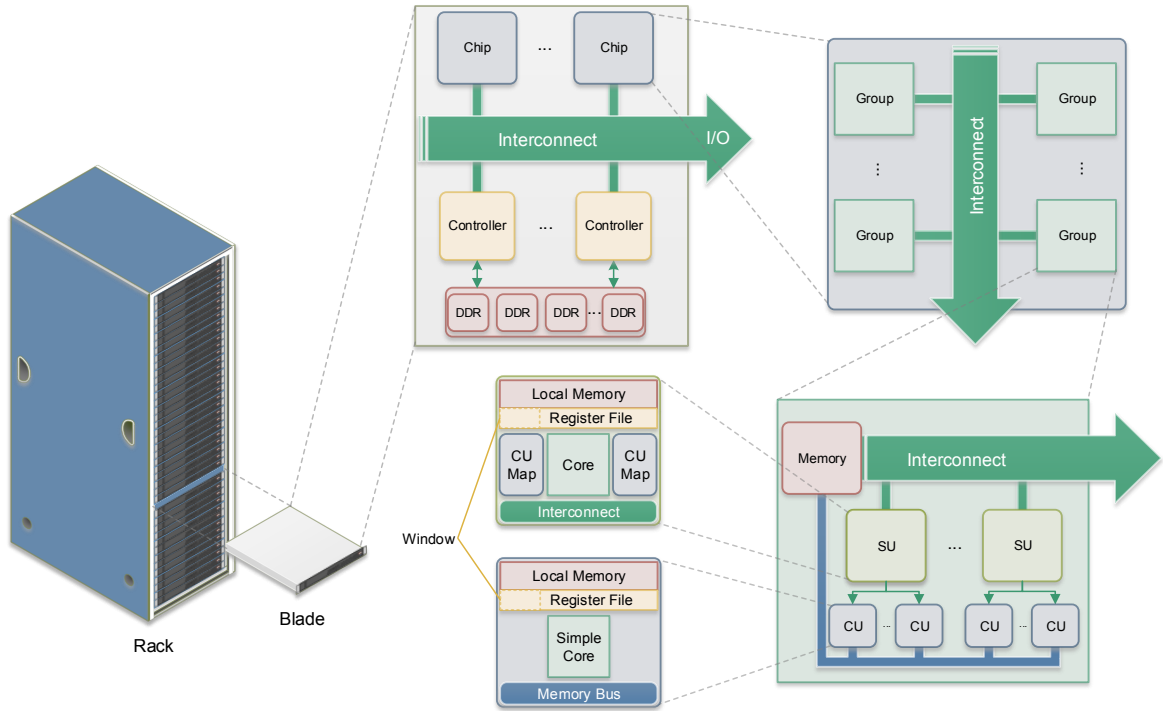 Chip
...
Chip
Interconnect
I/O
Controller
...
Controller
DDR
DDR
DDR
...
DDR
Group
Group
Interconnect
...
...
Group
Group
Rack
Blade
Local Memory
Register File
CU
Map
Core
CU
Map
Interconnect
Window
Local Memory
Register File
Simple
Core
Memory Bus
Memory
Interconnect
SU
...
SU
CU
...
CU
CU
...
CU